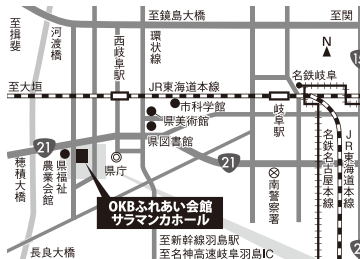 至鏡島大橋
至関
至揖斐
河渡橋
西岐阜駅
環状線
N
名鉄岐阜
至大垣
JR東海道本線
市科学館
県美術館
県図書館
岐阜駅
21
21
穂積大橋
県福祉
農業会館
県庁
南警察署
名鉄名古屋本線
JR東海道本線
OKBふれあい会館
サラマンカホール
長良大橋
至新幹線羽島駅
至名神高速岐阜羽島IC